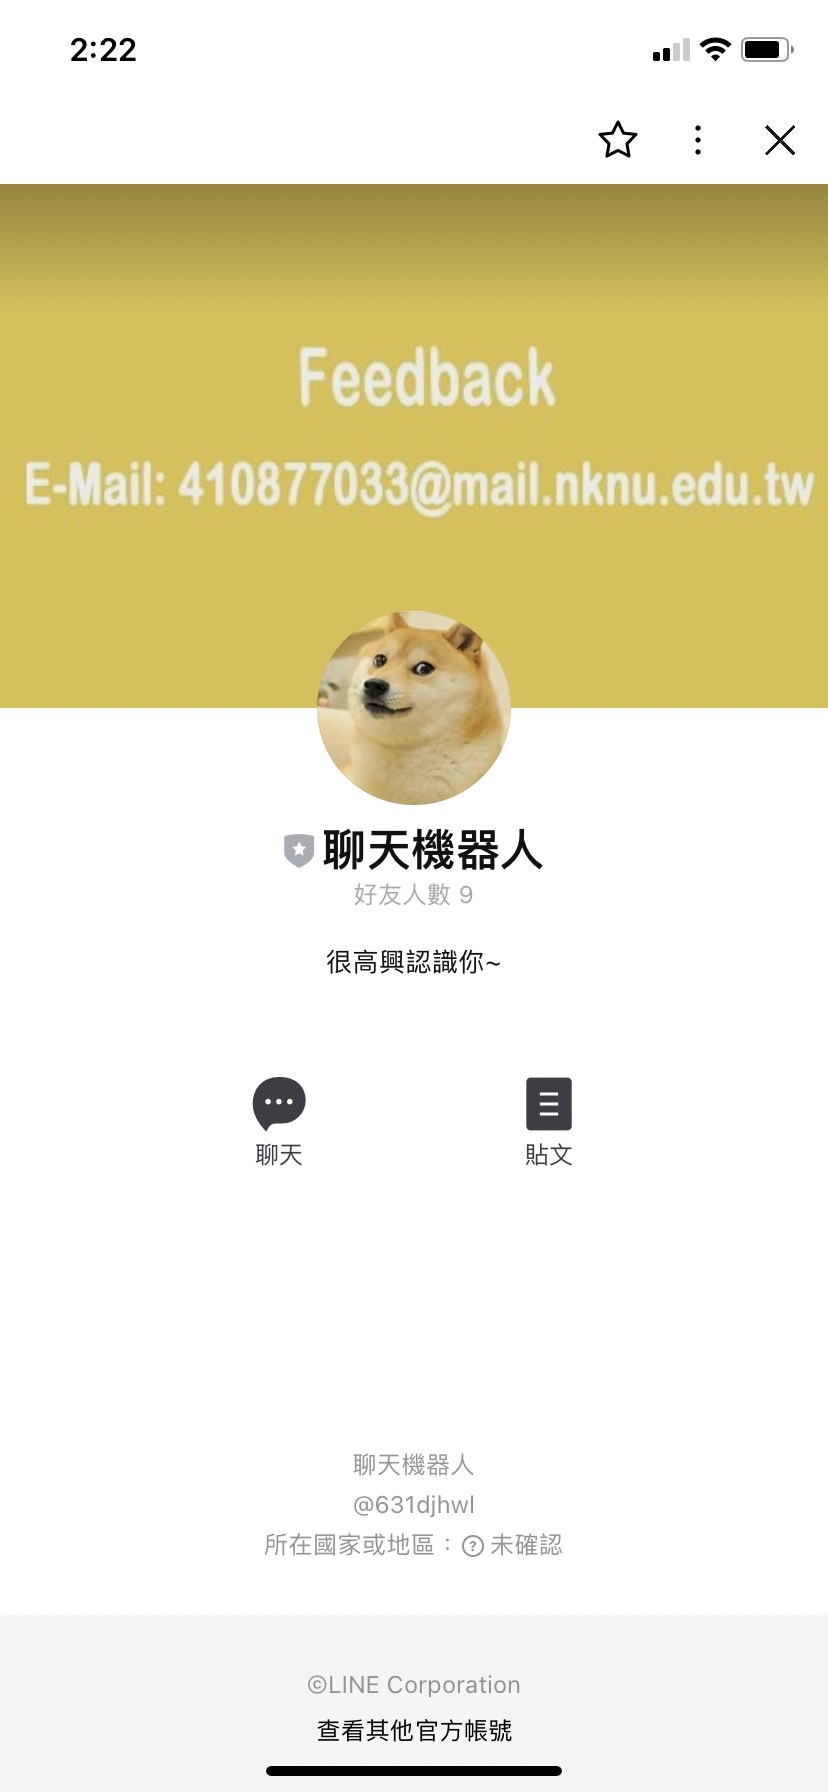 2:22
Feedback
E-Mail: 410877033@mail.nknu.edu.tw
聊天機器人
好友人數 9
很高興認識你~
聊天
貼文
聊天機器人
@631djhwl
所在國家或地區：? 未確認
©LINE Corporation
查看其他官方帳號